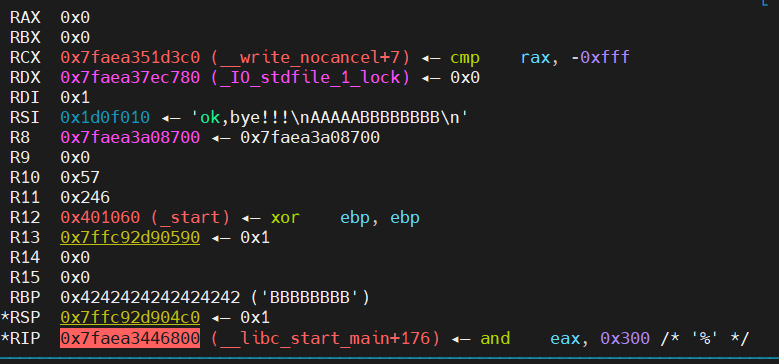 RAX 0x0
RBX 0x0
RCX 0x7faea351d3c0 (__write_nocancel+7) ◂— cmp    rax, -0xfff
RDX 0x7faea37ec780 (_IO_stdfile_1_lock) ◂— 0x0
RDI 0x1
RSI 0x1d0f010 ◂— 'ok,bye!!!\nAAAAABBBBBBBB\n'
R8 0x7faea3a08700 ◂— 0x7faea3a08700
R9 0x0
R10 0x57
R11 0x246
R12 0x401060 (_start) ◂— xor    ebp, ebp
R13 0x7ffc92d90590 ◂— 0x1
R14 0x0
R15 0x0
RBP 0x4242424242424242 ('BBBBBBBB')
*RSP 0x7ffc92d904c0 ◂— 0x1
*RIP 0x7faea3446800 (__libc_start_main+176) ◂— and    eax, 0x300 /* '%' */